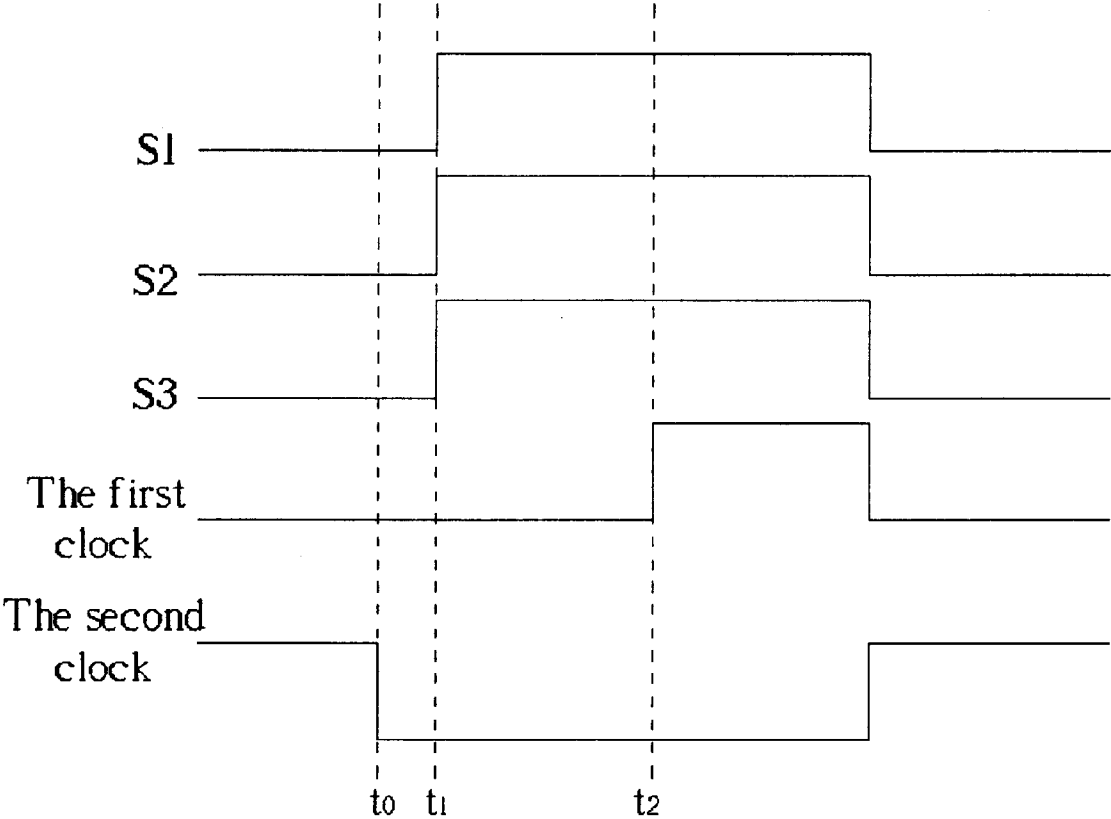 S1
S2
S3
The first
clock
The second
clock
t0 t1 t2